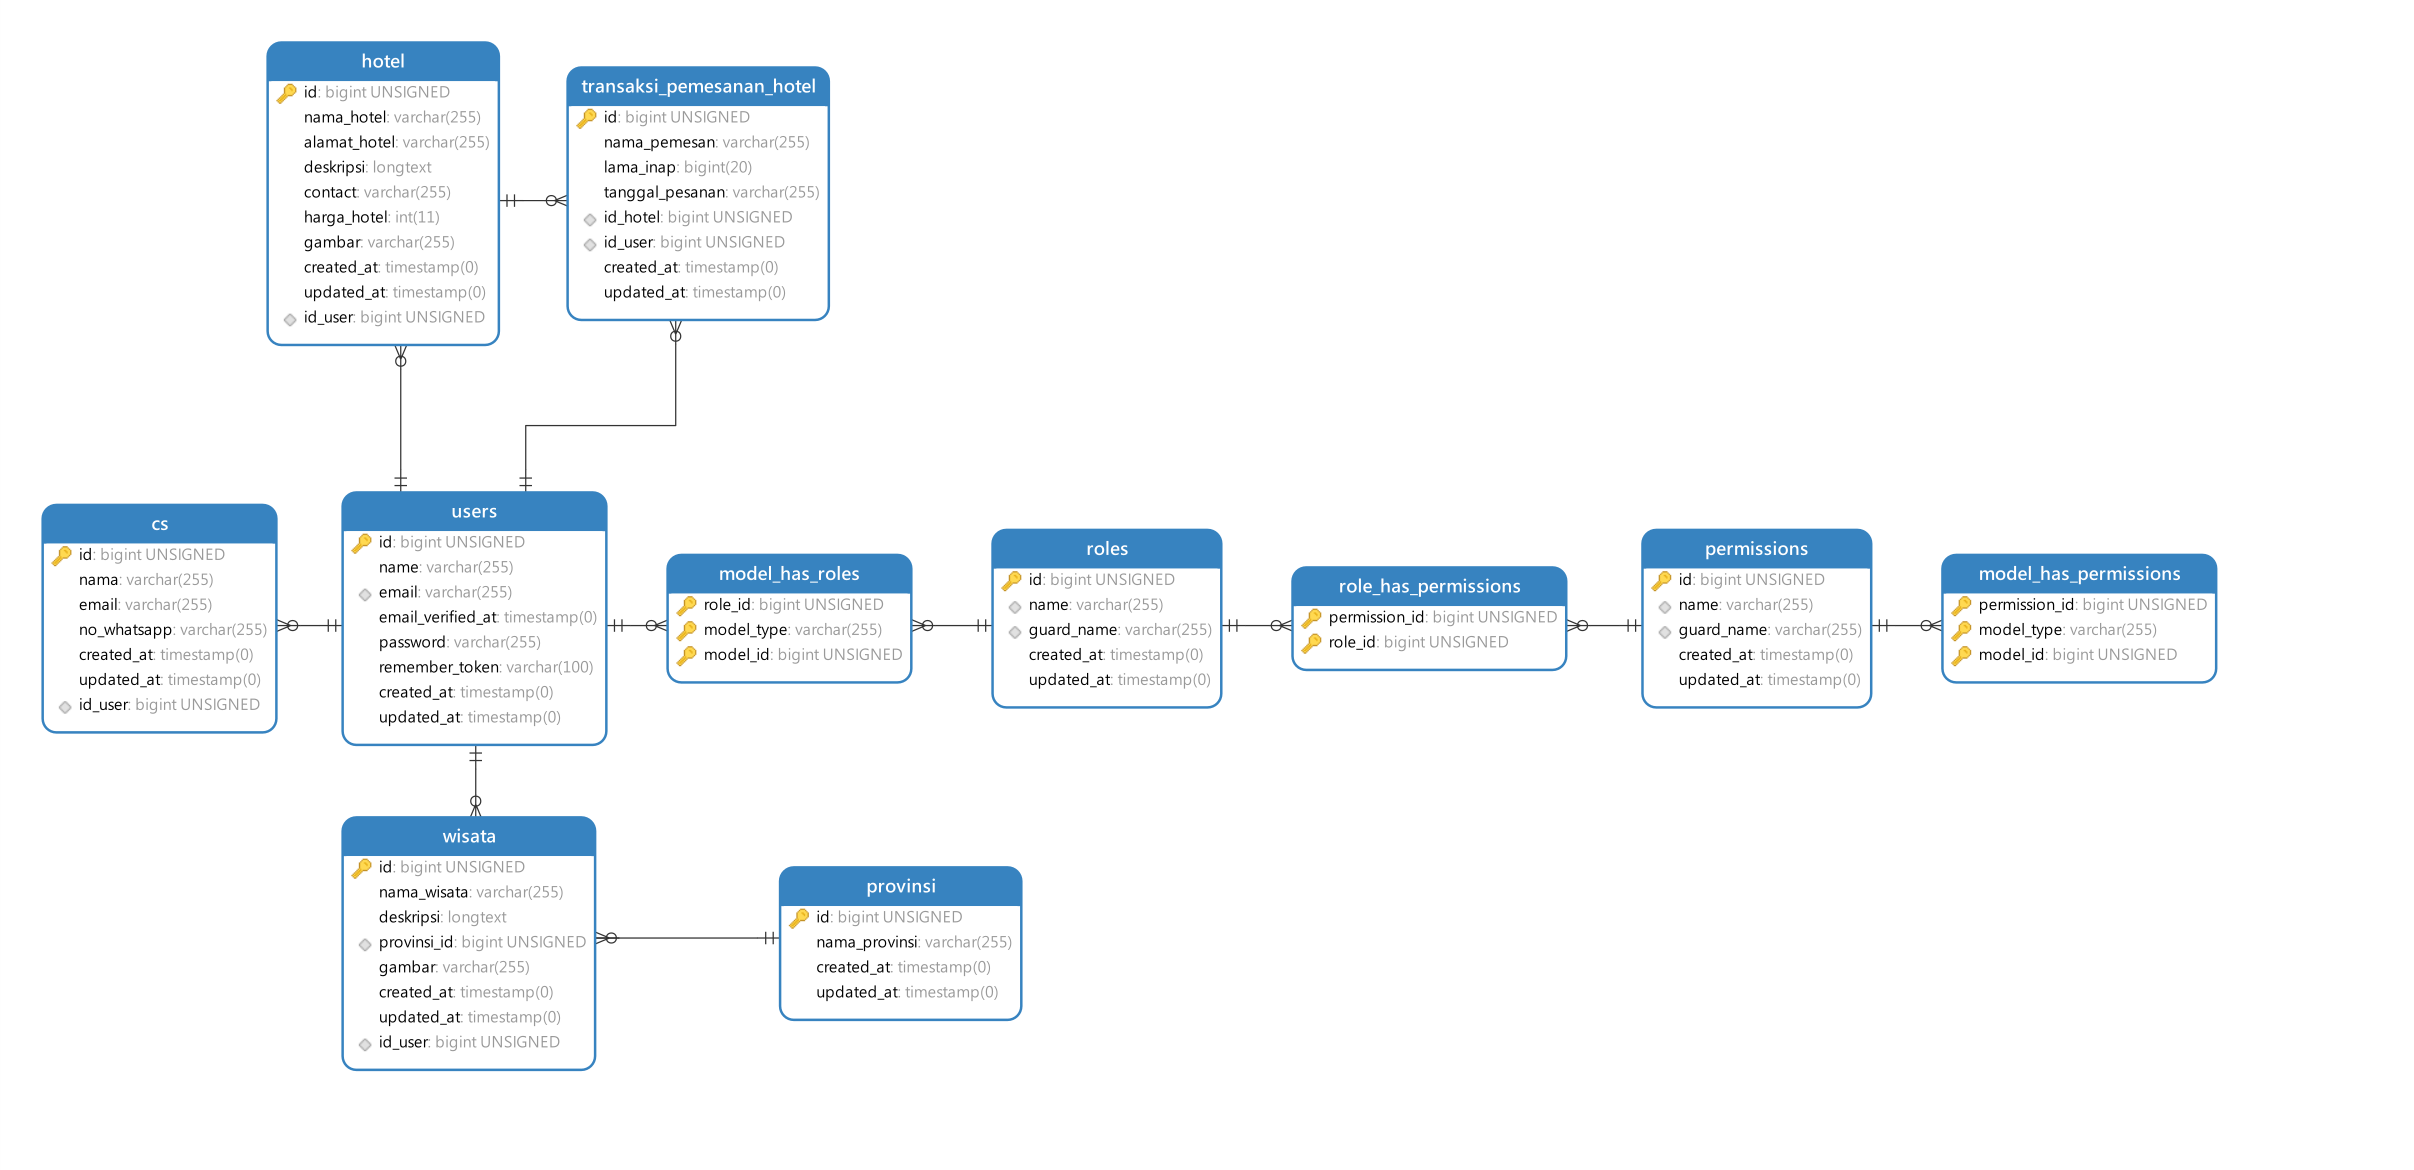 hotel
id: bigint UNSIGNED
nama_hotel: varchar(255)
alamat_hotel: varchar(255)
deskripsi: longtext
contact: varchar(255)
harga_hotel: int(11)
gambar: varchar(255)
created_at: timestamp(0)
updated_at: timestamp(0)
id_user: bigint UNSIGNED
transaksi_pemesanan_hotel
id: bigint UNSIGNED
nama_pemesan: varchar(255)
lama_inap: bigint(20)
tanggal_pesanan: varchar(255)
id_hotel: bigint UNSIGNED
id_user: bigint UNSIGNED
created_at: timestamp(0)
updated_at: timestamp(0)
cs
id: bigint UNSIGNED
nama: varchar(255)
email: varchar(255)
no_whatsapp: varchar(255)
created_at: timestamp(0)
updated_at: timestamp(0)
id_user: bigint UNSIGNED
users
id: bigint UNSIGNED
name: varchar(255)
email: varchar(255)
email_verified_at: timestamp(0)
password: varchar(255)
remember_token: varchar(100)
created_at: timestamp(0)
updated_at: timestamp(0)
model_has_roles
role_id: bigint UNSIGNED
model_type: varchar(255)
model_id: bigint UNSIGNED
roles
id: bigint UNSIGNED
name: varchar(255)
guard_name: varchar(255)
created_at: timestamp(0)
updated_at: timestamp(0)
role_has_permissions
permission_id: bigint UNSIGNED
role_id: bigint UNSIGNED
permissions
id: bigint UNSIGNED
name: varchar(255)
guard_name: varchar(255)
created_at: timestamp(0)
updated_at: timestamp(0)
model_has_permissions
permission_id: bigint UNSIGNED
model_type: varchar(255)
model_id: bigint UNSIGNED
wisata
id: bigint UNSIGNED
nama_wisata: varchar(255)
deskripsi: longtext
provinsi_id: bigint UNSIGNED
gambar: varchar(255)
created_at: timestamp(0)
updated_at: timestamp(0)
id_user: bigint UNSIGNED
provinsi
id: bigint UNSIGNED
nama_provinsi: varchar(255)
created_at: timestamp(0)
updated_at: timestamp(0)